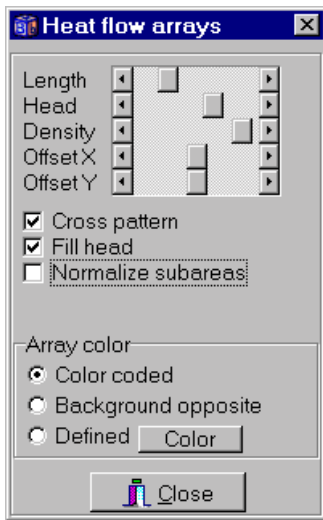 Heat flow arrays
Length
Head
Density
Offset X
Offset Y
Cross pattern
Fill head
Normalize subareas
Array color
Color coded
Background opposite
Defined Color
Close